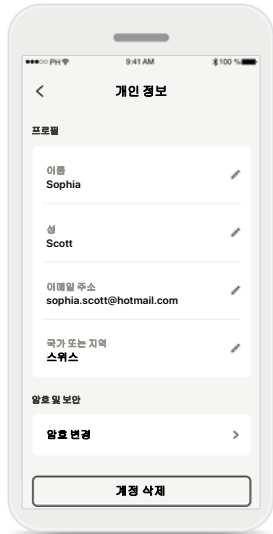 PH 9:41 AM 100 %
개인 정보
프로필
이름
Sophia
성
Scott
이메일 주소
sophia.scott@hotmail.com
국가 또는 지역
스위스
암호 및 보안
암호 변경
계정 삭제